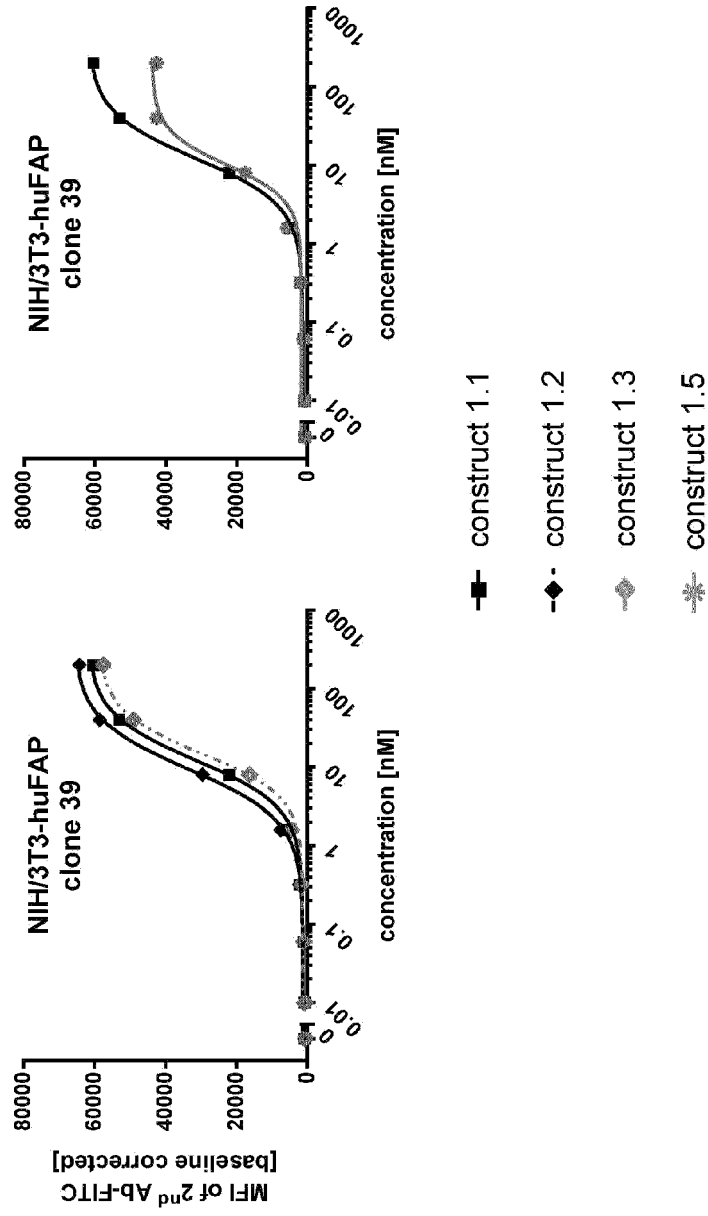 NIH/3T3-huFAP
clone 39
MFI of 2nd Ab-FITC
[baseline corrected]
80000
60000
40000
20000
0
0 0.01 0.1 1 10 100 1000
concentration [nM]
NIH/3T3-huFAP
clone 39
80000
60000
40000
20000
0
0 0.01 0.1 1 10 100 1000
concentration [nM]
construct 1.1
construct 1.2
construct 1.3
construct 1.5